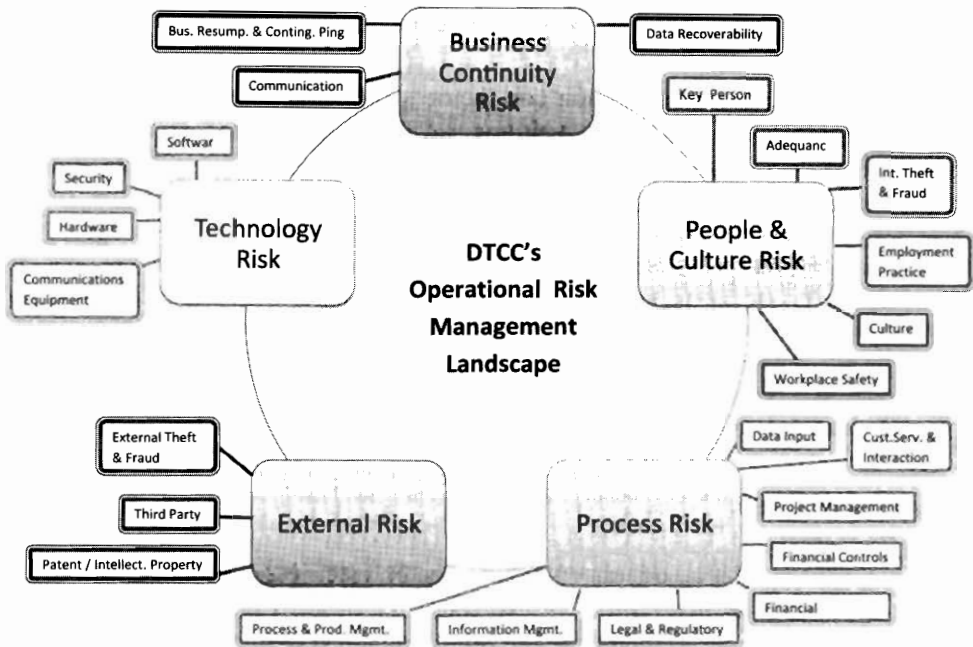 Bus. Resump. & Conting. Ping
Business
Continuity
Risk
Data Recoverability
Communication
Key Person
Softwar
Adequanc
Security
Int. Theft
& Fraud
Hardware
Technology
Risk
DTCC's
Operational Risk
Management
Landscape
People &
Culture Risk
Employment
Practice
Communications
Equipment
Culture
Workplace Safety
External Theft
& Fraud
Data Input
Cust.Serv. &
Interaction
Third Party
External Risk
Process Risk
Project Management
Patent / Intellect. Property
Financial Controls
Financial
Process & Prod. Mgmt.
Information Mgmt.
Legal & Regulatory